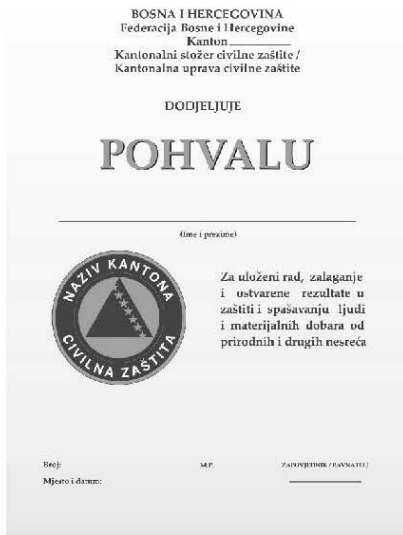 BOSNA I HERCEGOVINA
Federacija Bosne i Hercegovine
Kanton__________
Kantonalni stožer civilne zaštite /
Kantonalna uprava civilne zaštite
DODJELJUJE
POHVALU
(Ime i prezime)
NAZIV KANTONA
CIVILNA ZAŠTITA
Za uloženi rad, zalaganje
i ostvarene rezultate u
zaštiti i spašavanju ljudi
i materijalnih dobara od
prirodnih i drugih nesreća
Broj:
M.P.
ZAPOVJEDNIK / RAVNATELJ
Mjesto i datum: